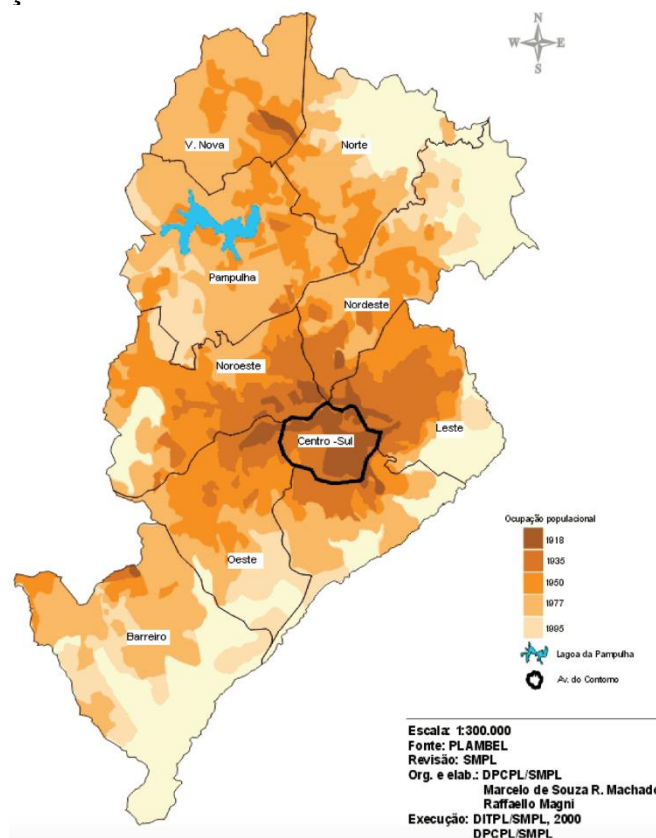 N
W E
S
V. Nova
Norte
Pampulha
Nordeste
Noroeste
Centro -Sul
Leste
Oeste
Barreiro
Ocupação populacional
1918
1935
1950
1977
1995
Lagoa da Pampulha
Av. do Contorno
Escala: 1:300.000
Fonte: PLAMBEL
Revisão: SMPL
Org. e elab.: DPCPL/SMPL
Marcelo de Souza R. Machado
Raffaello Magni
Execução: DITPL/SMPL, 2000
DPCPL/SMPL